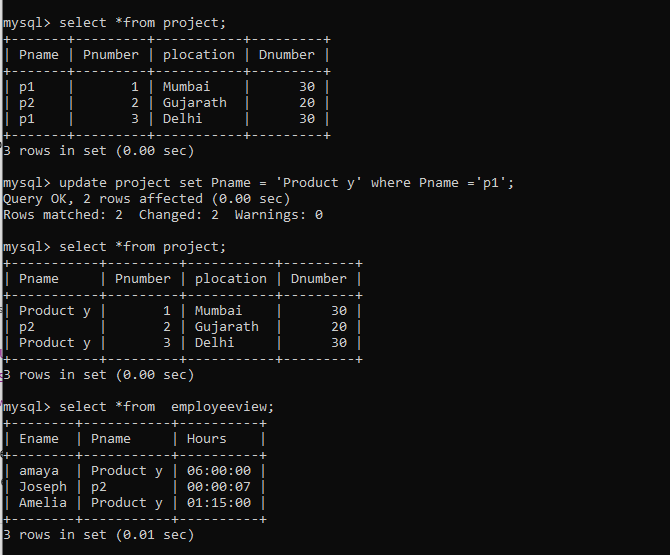 mysql> select *from project;
+-------+---------+-----------+---------+
| Pname | Pnumber | plocation | Dnumber |
+-------+---------+-----------+---------+
| p1    |       1 | Mumbai    |      30 |
| p2    |       2 | Gujarath  |      20 |
| p1    |       3 | Delhi     |      30 |
+-------+---------+-----------+---------+
3 rows in set (0.00 sec)

mysql> update project set Pname = 'Product y' where Pname ='p1';
Query OK, 2 rows affected (0.00 sec)
Rows matched: 2  Changed: 2  Warnings: 0

mysql> select *from project;
+-----------+---------+-----------+---------+
| Pname     | Pnumber | plocation | Dnumber |
+-----------+---------+-----------+---------+
| Product y |       1 | Mumbai    |      30 |
| p2        |       2 | Gujarath  |      20 |
| Product y |       3 | Delhi     |      30 |
+-----------+---------+-----------+---------+
3 rows in set (0.00 sec)

mysql> select *from  employeeview;
+--------+-----------+----------+
| Ename  | Pname     | Hours    |
+--------+-----------+----------+
| amaya  | Product y | 06:00:00 |
| Joseph | p2        | 00:00:07 |
| Amelia | Product y | 01:15:00 |
+--------+-----------+----------+
3 rows in set (0.01 sec)